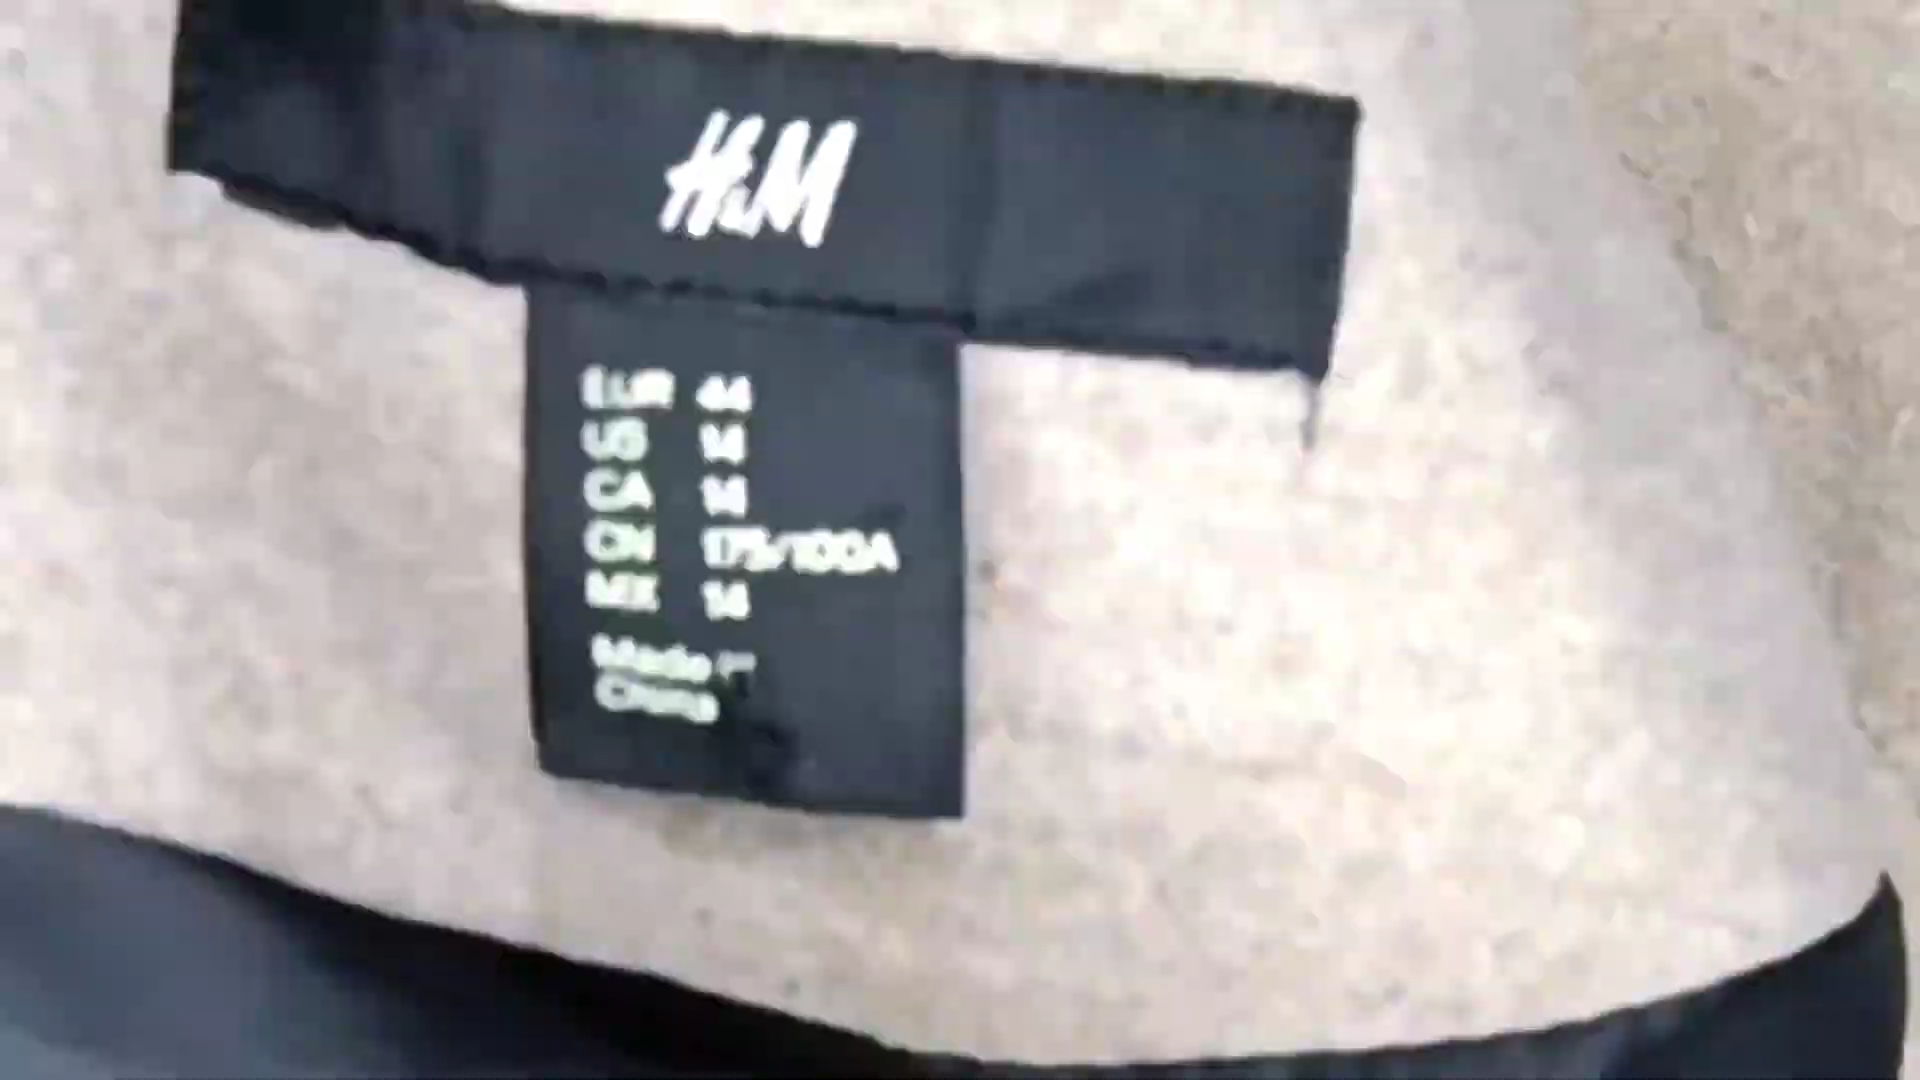 H&M
EUR 44
US 14
CA 14
CN 175/100A
MX 14
Made in
China